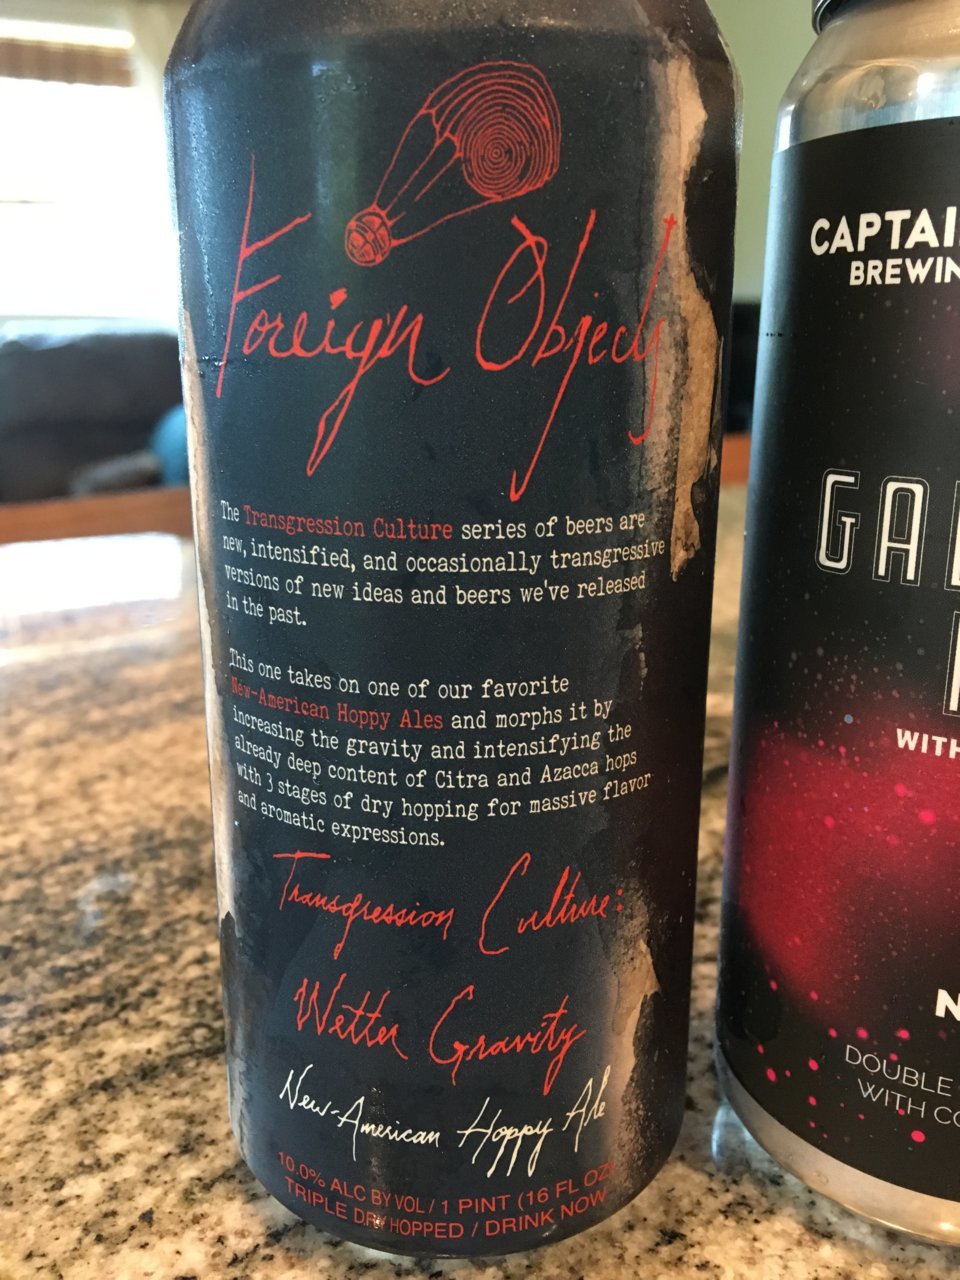 Foreign Objects
The Transgression Culture series of beers are
new, intensified, and occasionally transgressive
versions of new ideas and beers we've released
in the past.
This one takes on one of our favorite
New-American Hoppy Ales and morphs it by
increasing the gravity and intensifying the
already deep content of Citra and Azacca hops
with 3 stages of dry hopping for massive flavor
and aromatic expressions.
Transgression Culture:
Wetter Gravity
New-American Hoppy Ale
10.0% ALC BY VOL / 1 PINT (16 FL OZ)
TRIPLE DRY HOPPED / DRINK NOW
CAPTAI
BREWIN
GAL
WITH
N
DOUBLE
WITH CO